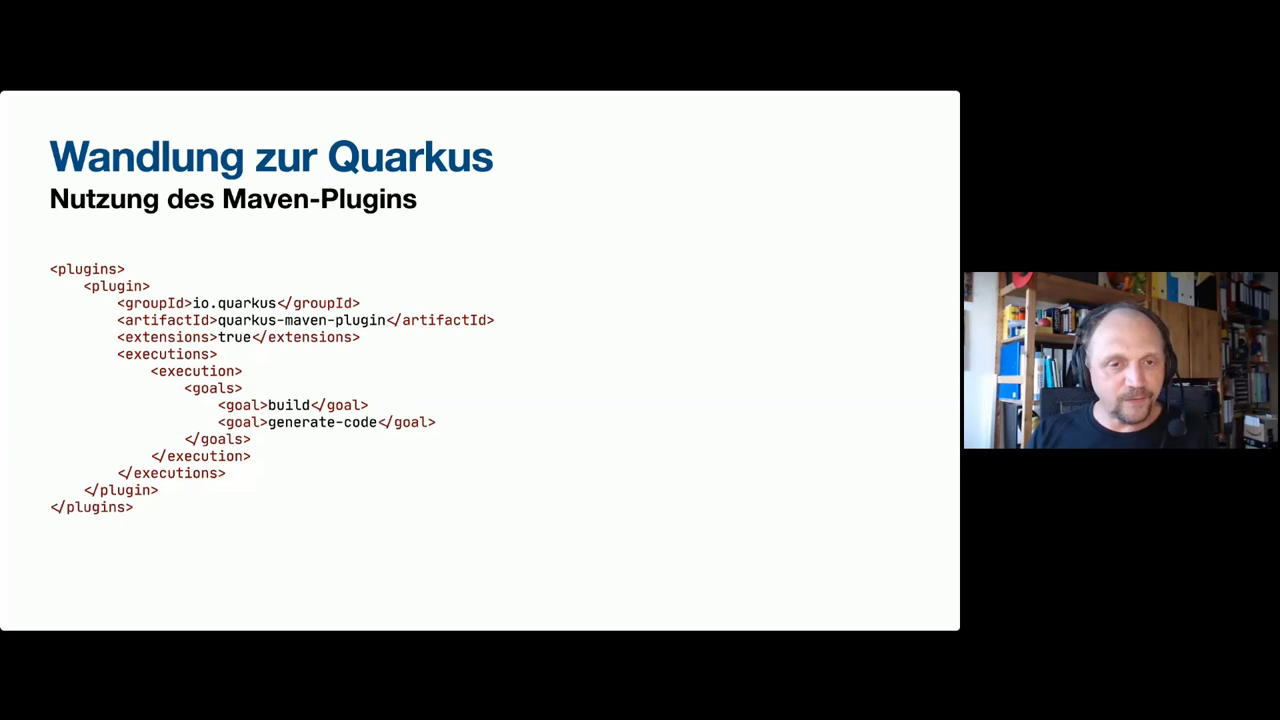 Wandlung zur Quarkus
Nutzung des Maven-Plugins
<plugins>
    <plugin>
        <groupId>io.quarkus</groupId>
        <artifactId>quarkus-maven-plugin</artifactId>
        <extensions>true</extensions>
        <executions>
            <execution>
                <goals>
                    <goal>build</goal>
                    <goal>generate-code</goal>
                </goals>
            </execution>
        </executions>
    </plugin>
</plugins>